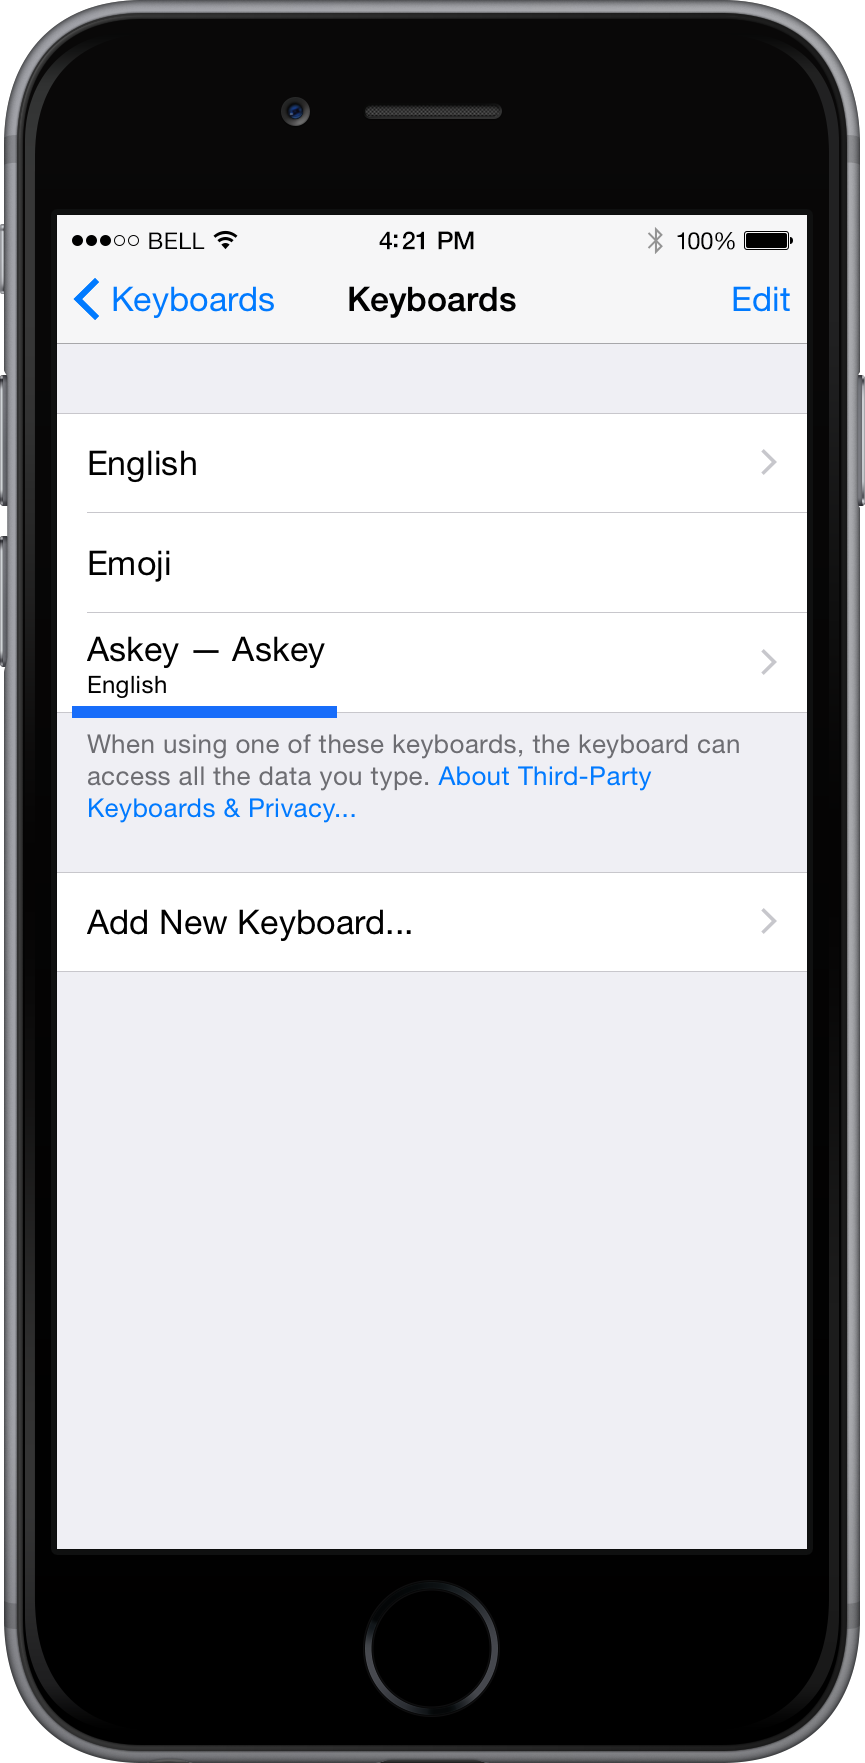 BELL 4:21 PM 100%
Keyboards Keyboards Edit
English
Emoji
Askey — Askey
English
When using one of these keyboards, the keyboard can
access all the data you type. About Third-Party
Keyboards & Privacy...
Add New Keyboard...